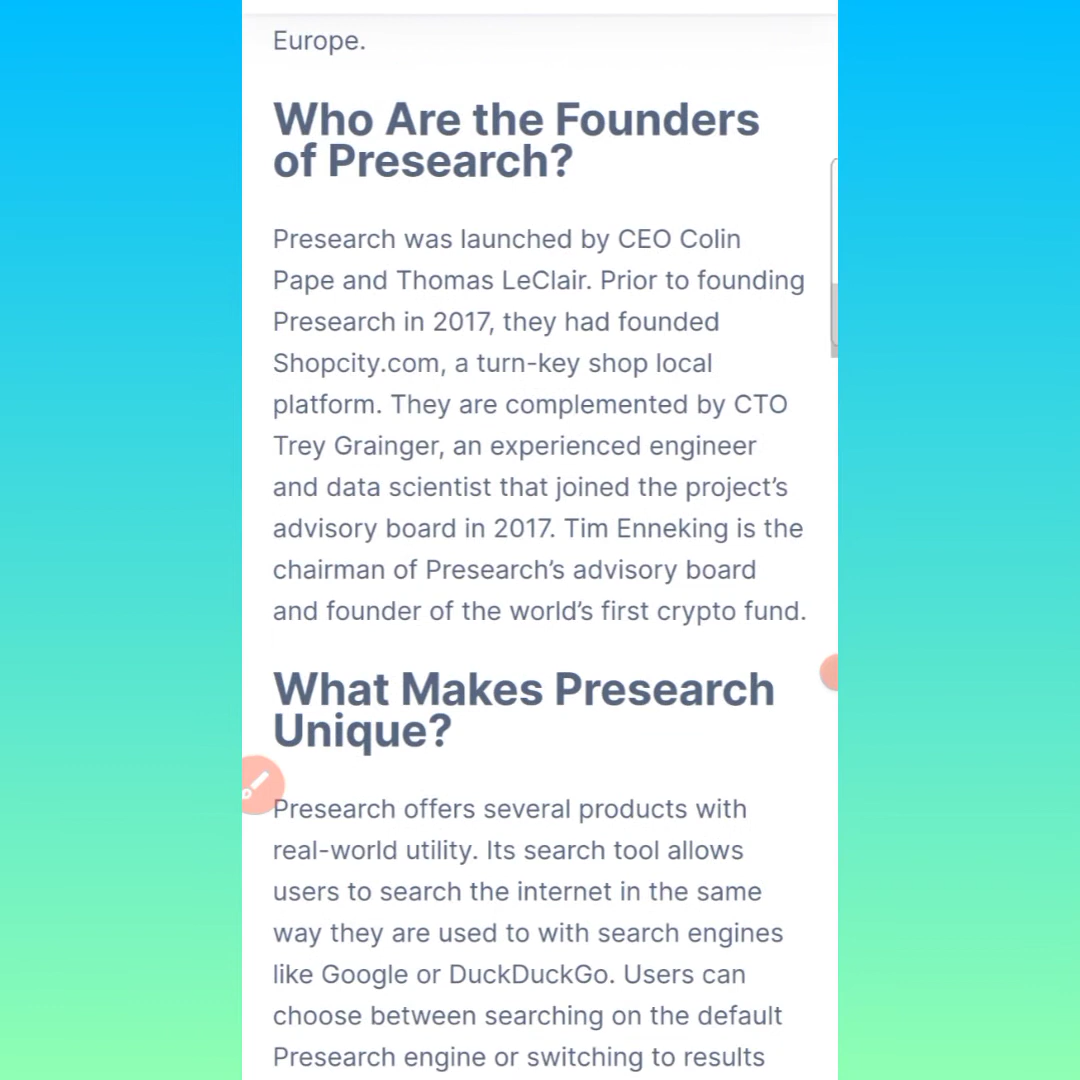 Europe.
Who Are the Founders
of Presearch?
Presearch was launched by CEO Colin
Pape and Thomas LeClair. Prior to founding
Presearch in 2017, they had founded
Shopcity.com, a turn-key shop local
platform. They are complemented by CTO
Trey Grainger, an experienced engineer
and data scientist that joined the project’s
advisory board in 2017. Tim Enneking is the
chairman of Presearch’s advisory board
and founder of the world’s first crypto fund.
What Makes Presearch
Unique?
Presearch offers several products with
real-world utility. Its search tool allows
users to search the internet in the same
way they are used to with search engines
like Google or DuckDuckGo. Users can
choose between searching on the default
Presearch engine or switching to results